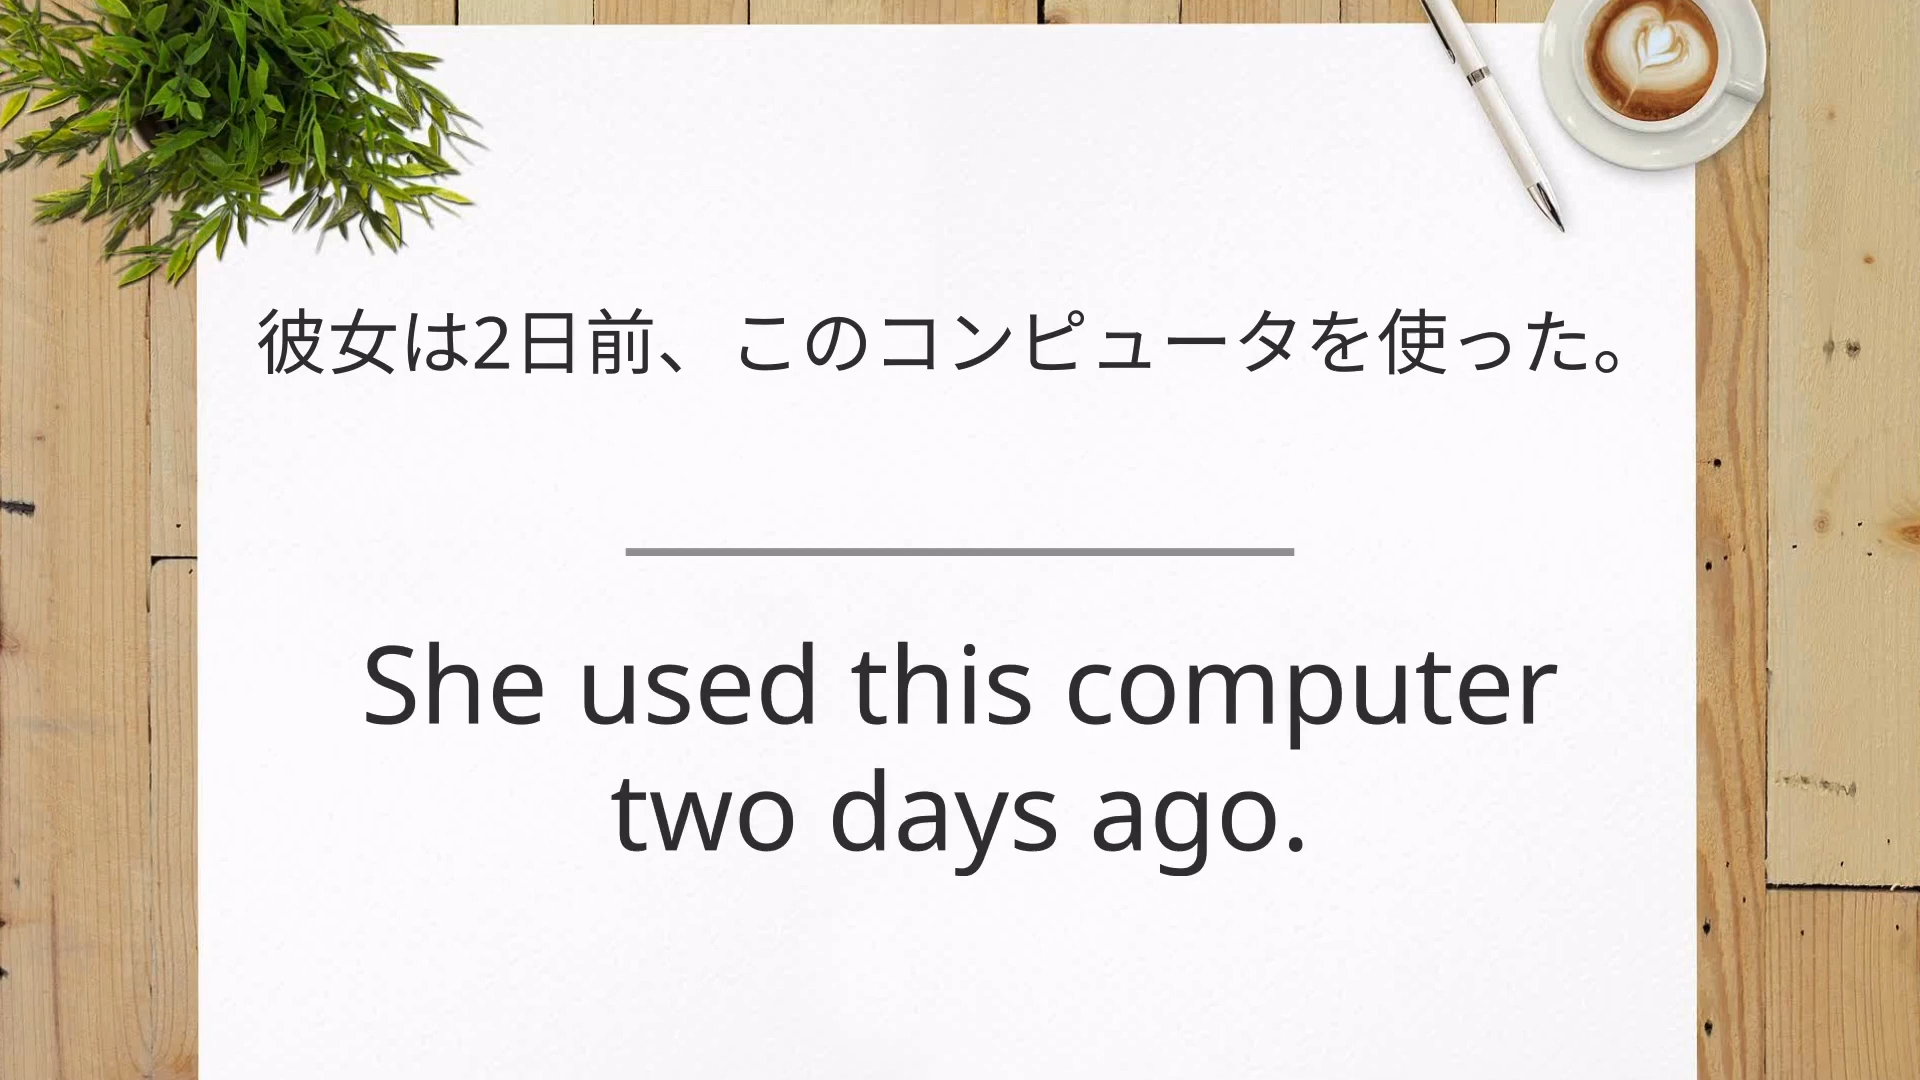 彼女は2日前、このコンピュータを使った。
She used this computer
two days ago.